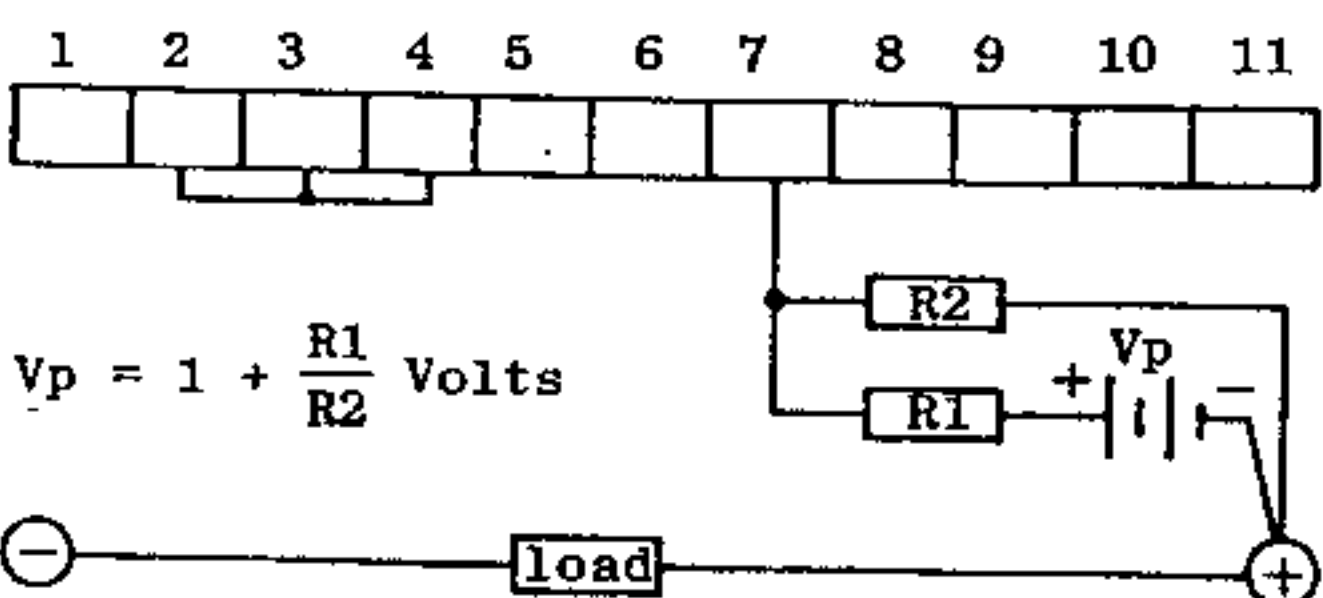 1 2 3 4 5 6 7 8 9 10 11
R2
Vp = 1 + R1/R2 Volts
Vp
+ −
R1
− load +